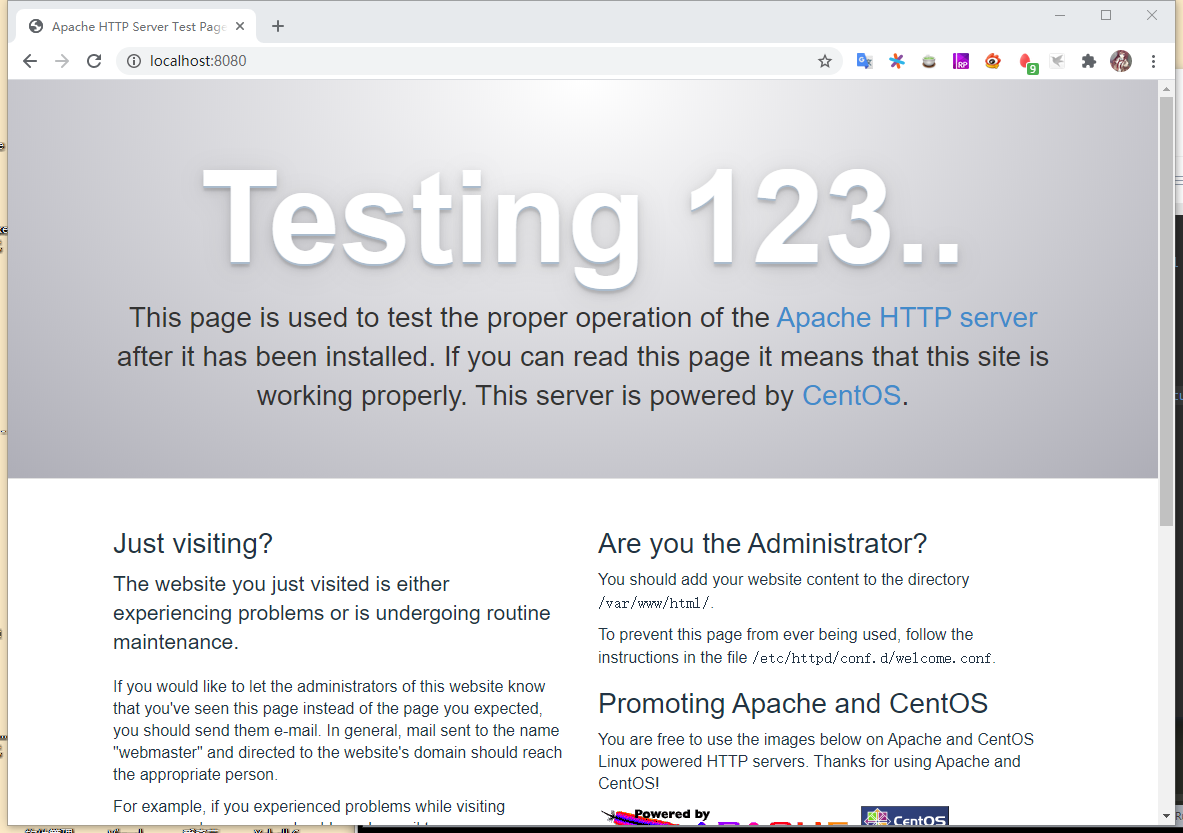 Apache HTTP Server Test Page
localhost:8080
RP
9
Testing 123..
This page is used to test the proper operation of the Apache HTTP server
after it has been installed. If you can read this page it means that this site is
working properly. This server is powered by CentOS.
Just visiting?
The website you just visited is either
experiencing problems or is undergoing routine
maintenance.
If you would like to let the administrators of this website know
that you've seen this page instead of the page you expected,
you should send them e-mail. In general, mail sent to the name
"webmaster" and directed to the website's domain should reach
the appropriate person.
For example, if you experienced problems while visiting
Are you the Administrator?
You should add your website content to the directory
/var/www/html/.
To prevent this page from ever being used, follow the
instructions in the file /etc/httpd/conf.d/welcome.conf.
Promoting Apache and CentOS
You are free to use the images below on Apache and CentOS
Linux powered HTTP servers. Thanks for using Apache and
CentOS!
Powered by
CentOS